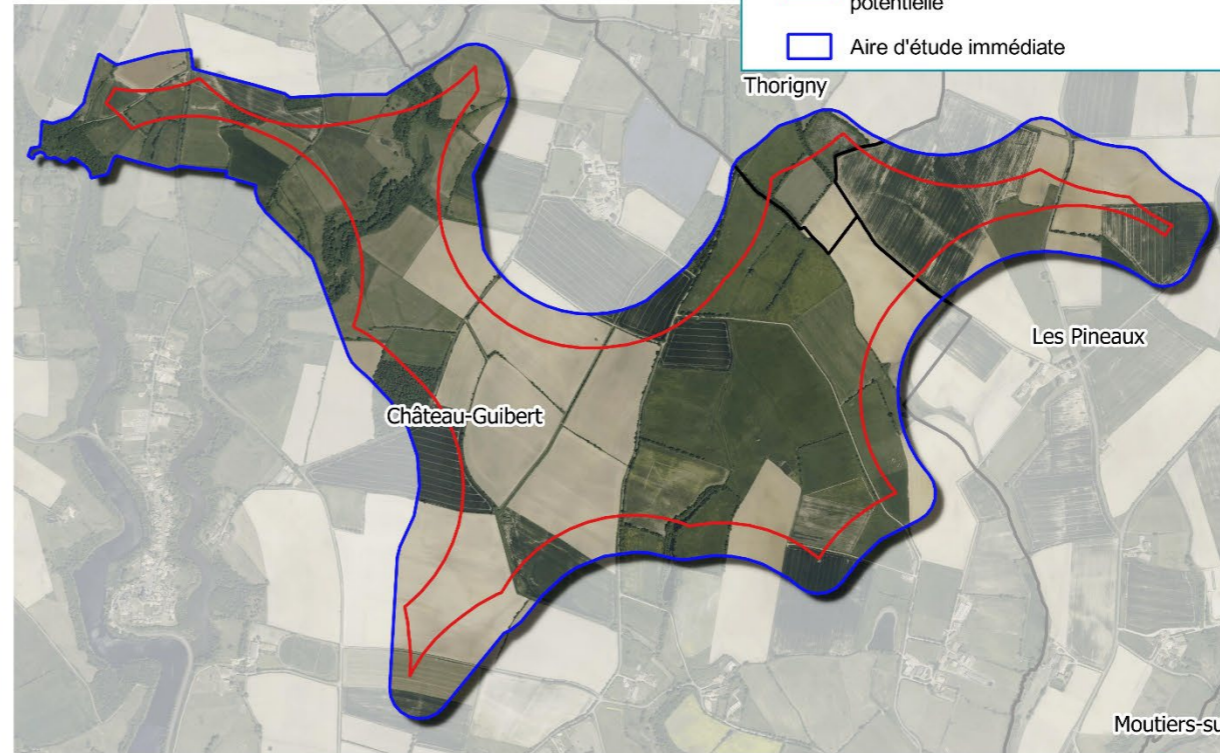 potentielle
Aire d'étude immédiate
Thorigny
Les Pineaux
Château-Guibert
Moutiers-su